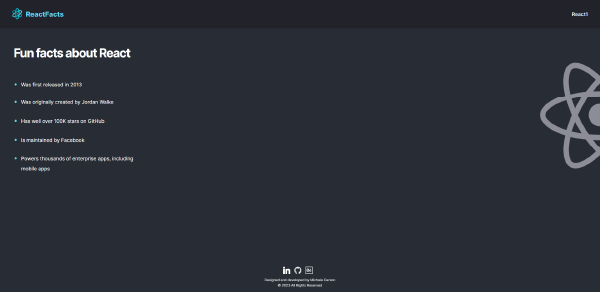 ReactFacts
React1
Fun facts about React
Was first released in 2013
Was originally created by Jordan Walke
Has well over 100K stars on GitHub
Is maintained by Facebook
Powers thousands of enterprise apps, including
mobile apps
Designed and developed by Michele
© 2023 All Rights Reserved